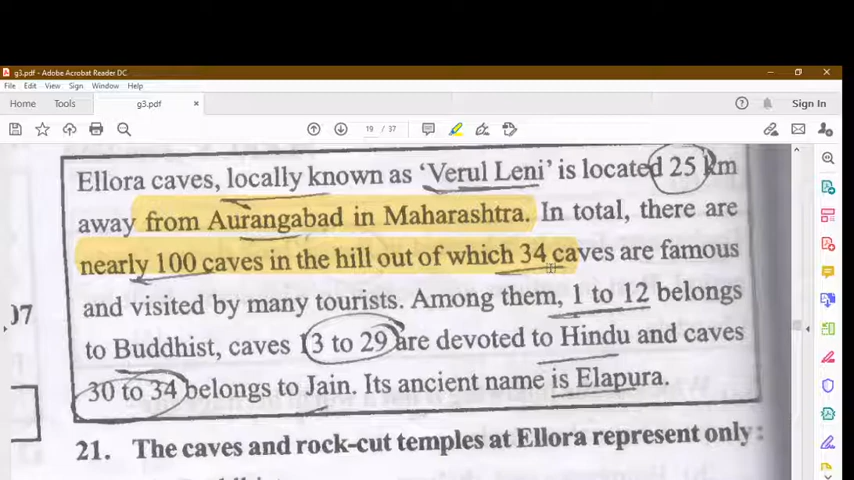 g3.pdf - Adobe Acrobat Reader DC
File Edit View Sign Window Help
Home Tools g3.pdf × Sign In
19 / 37
Ellora caves, locally known as ‘Verul Leni’ is located 25 km
away from Aurangabad in Maharashtra. In total, there are
nearly 100 caves in the hill out of which 34 caves are famous
and visited by many tourists. Among them, 1 to 12 belongs
to Buddhist, caves 13 to 29 are devoted to Hindu and caves
30 to 34 belongs to Jain. Its ancient name is Elapura.
21. The caves and rock-cut temples at Ellora represent only: